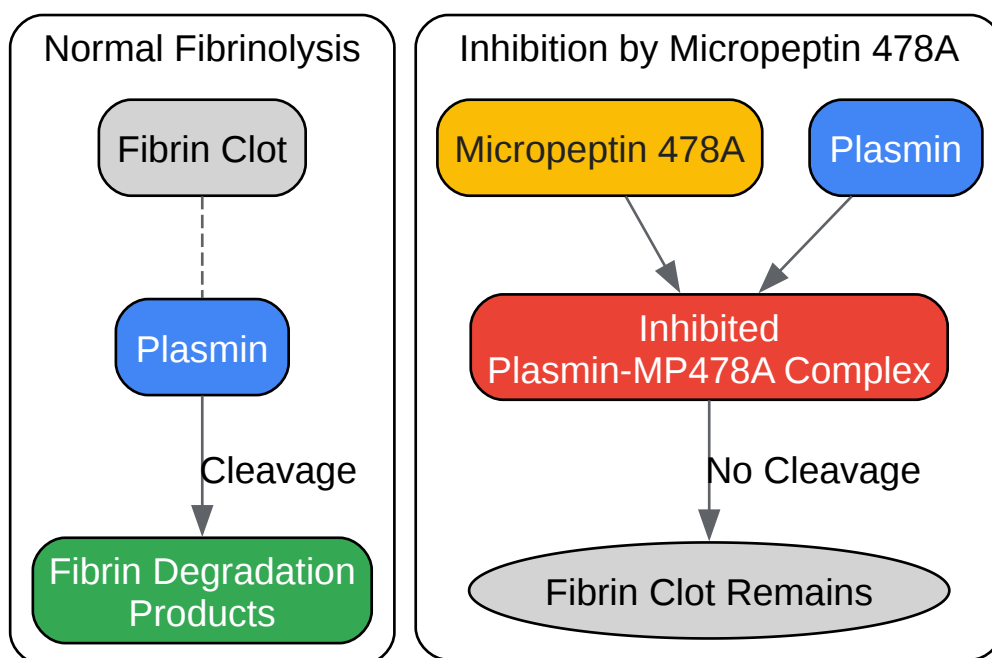 Normal Fibrinolysis
Fibrin Clot
Plasmin
Cleavage
Fibrin Degradation
Products
Inhibition by Micropeptin 478A
Micropeptin 478A
Plasmin
Inhibited
Plasmin-MP478A Complex
No Cleavage
Fibrin Clot Remains